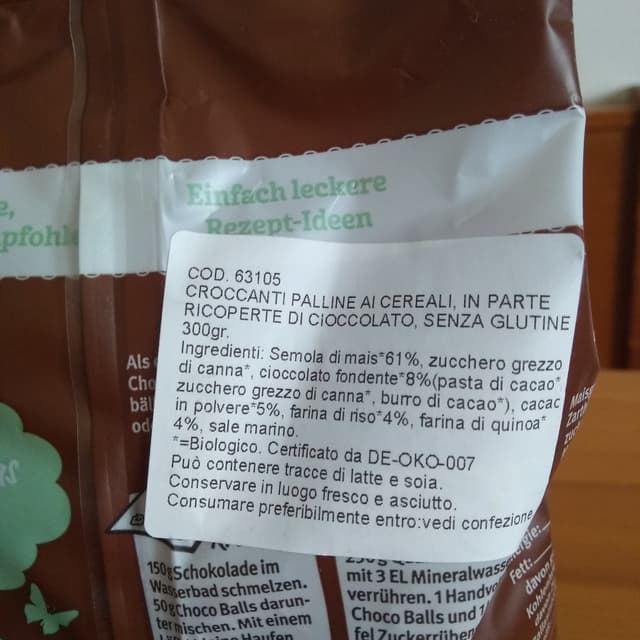 Einfach leckere
Rezept-Ideen
COD. 63105
CROCCANTI PALLINE AI CEREALI, IN PARTE
RICOPERTE DI CIOCCOLATO, SENZA GLUTINE
300gr.
Ingredienti: Semola di mais*61%, zucchero grezzo
di canna*, cioccolato fondente*8%(pasta di cacao*
zucchero grezzo di canna*, burro di cacao*), cacac
in polvere*5%, farina di riso*4%, farina di quinoa*
4%, sale marino.
*=Biologico. Certificato da DE-OKO-007
Può contenere tracce di latte e soia.
Conservare in luogo fresco e asciutto.
Consumare preferibilmente entro:vedi confezione
150g Schokolade im
Wasserbad schmelzen.
50g Choco Balls darun-
ter mischen. Mit einem
mit 3 EL Mineralwass
verrühren. 1 Handvo
Choco Balls und 1
fel Zuckerrüben
Fett:
davon